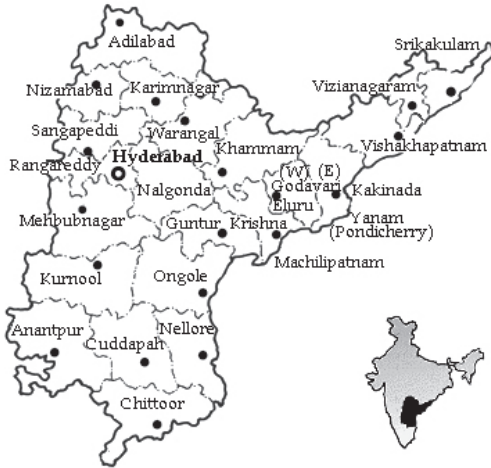 Adilabad
Srikakulam
Nizamabad
Karimnagar
Vizianagaram
Sangapeddi
Warangal
Vishakhapatnam
Khammam
Rangareddy
Hyderabad
(W) (E)
Godavari
Nalgonda
Kakinada
Eluru
Mehbubnagar
Guntur
Krishna
Yanam
(Pondicherry)
Machilipatnam
Kurnool
Ongole
Anantpur
Nellore
Cuddapah
Chittoor